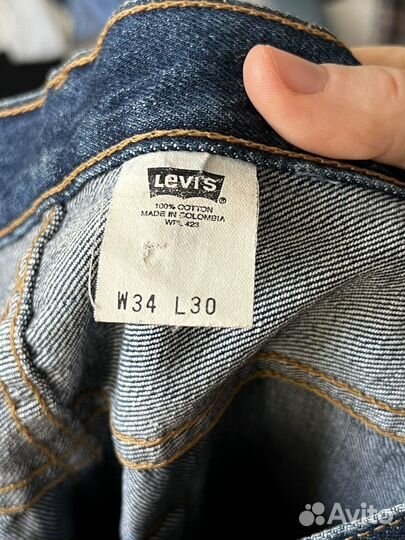 Levi's
®
100% COTTON
MADE IN COLOMBIA
WPL 423
W34 L30
Avito